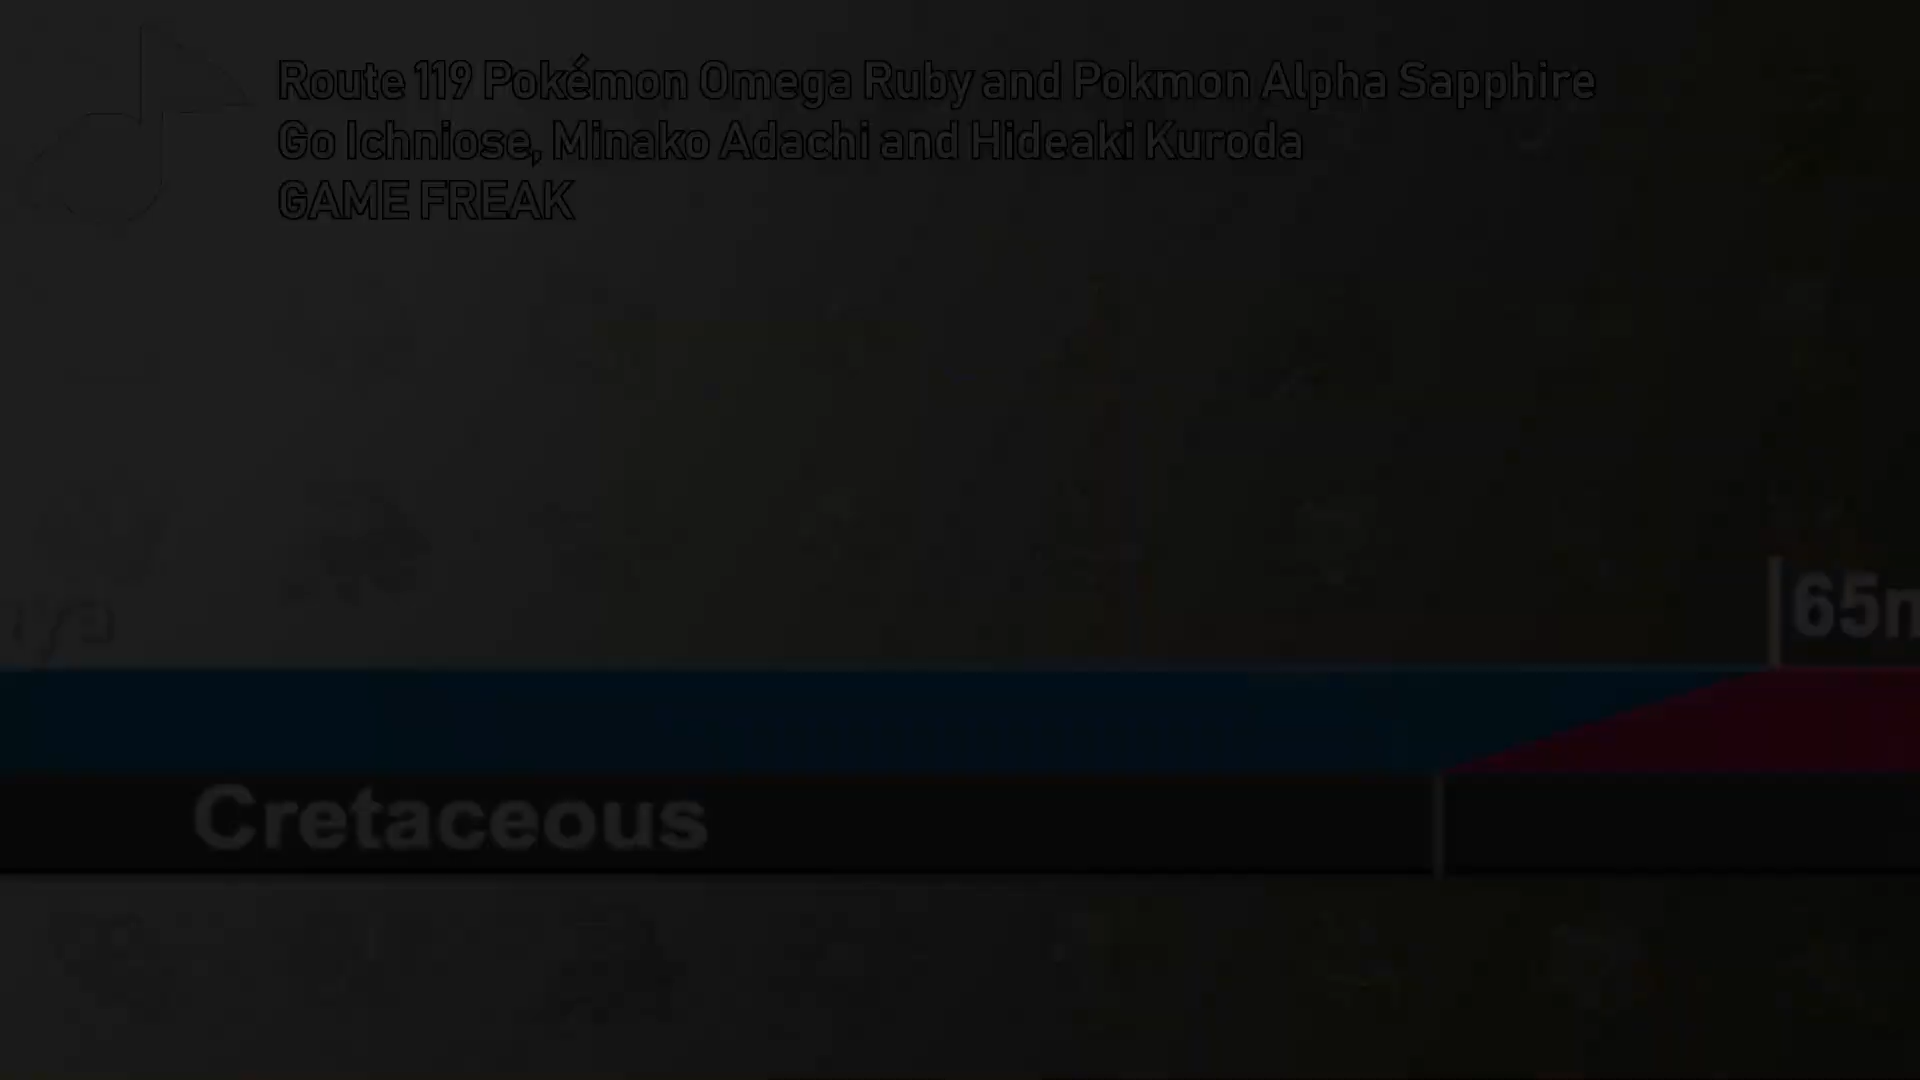 Route 119 Pokémon Omega Ruby and Pokmon Alpha Sapphire
Go Ichniose, Minako Adachi and Hideaki Kuroda
GAME FREAK
Cretaceous